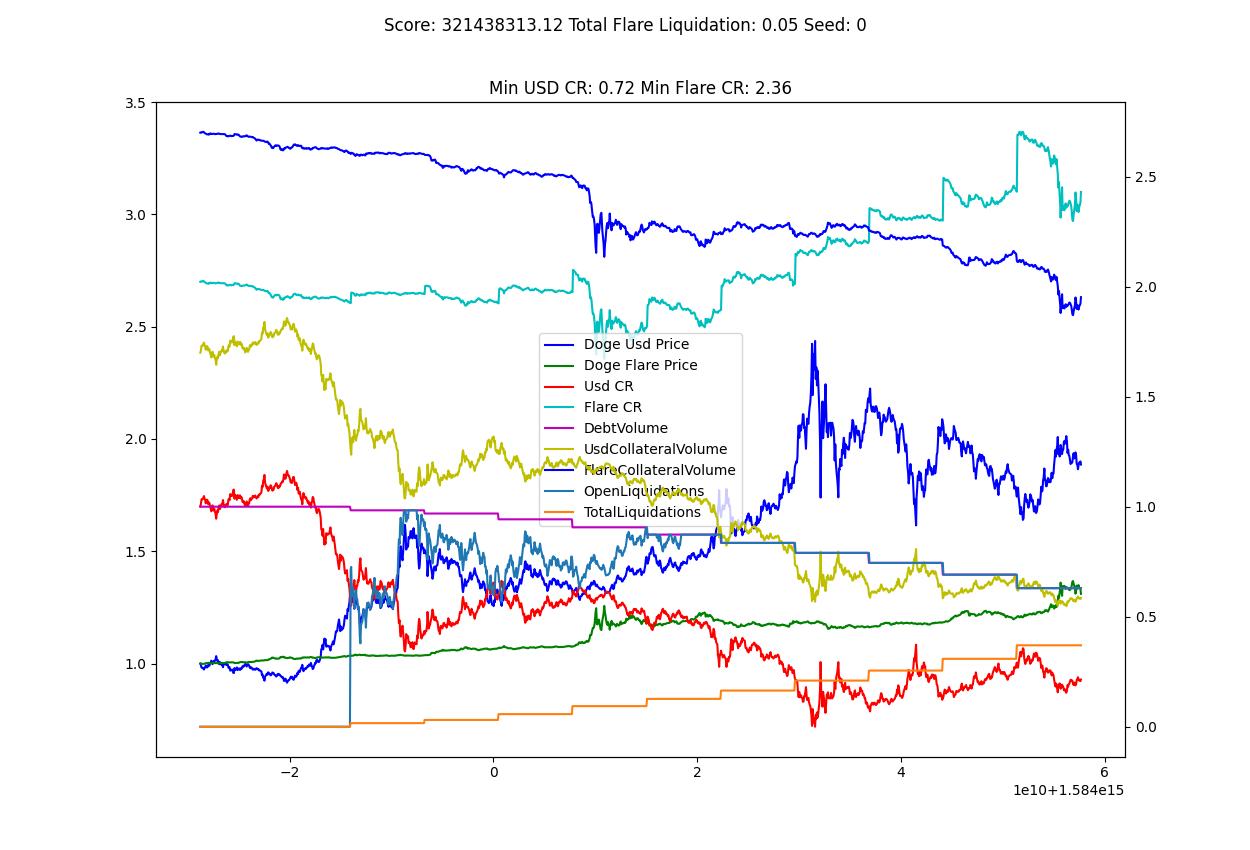 Score: 321438313.12 Total Flare Liquidation: 0.05 Seed: 0
Min USD CR: 0.72 Min Flare CR: 2.36
3.5
3.0
2.5
2.0
1.5
1.0
2.5
2.0
1.5
1.0
0.5
0.0
Doge Usd Price
Doge Flare Price
Usd CR
Flare CR
DebtVolume
UsdCollateralVolume
FlareCollateralVolume
OpenLiquidations
TotalLiquidations
−2 0 2 4 6
1e10+1.584e15